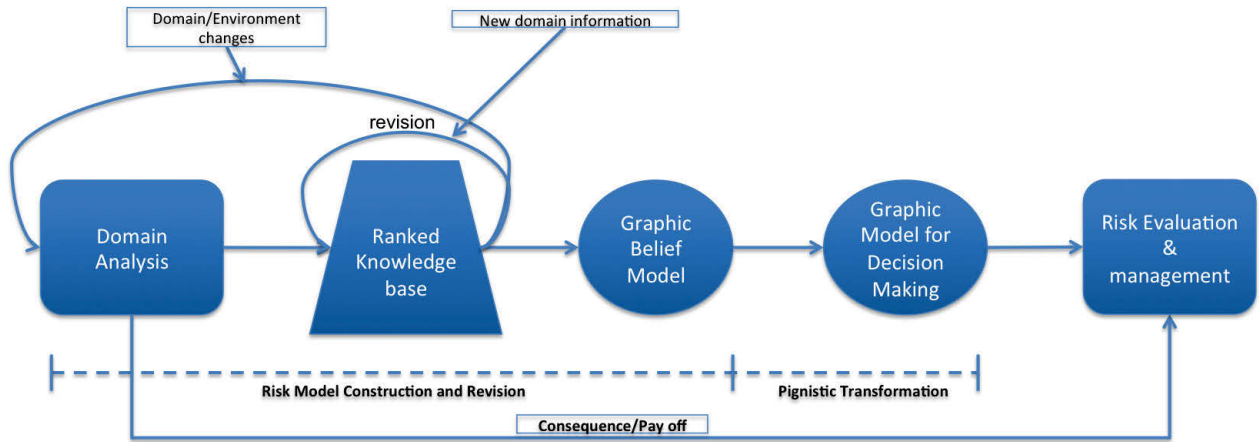 Domain/Environment
changes
New domain information
revision
Domain
Analysis
Ranked
Knowledge
base
Graphic
Belief
Model
Graphic
Model for
Decision
Making
Risk Evaluation
&
management
Risk Model Construction and Revision
Pignistic Transformation
Consequence/Pay off